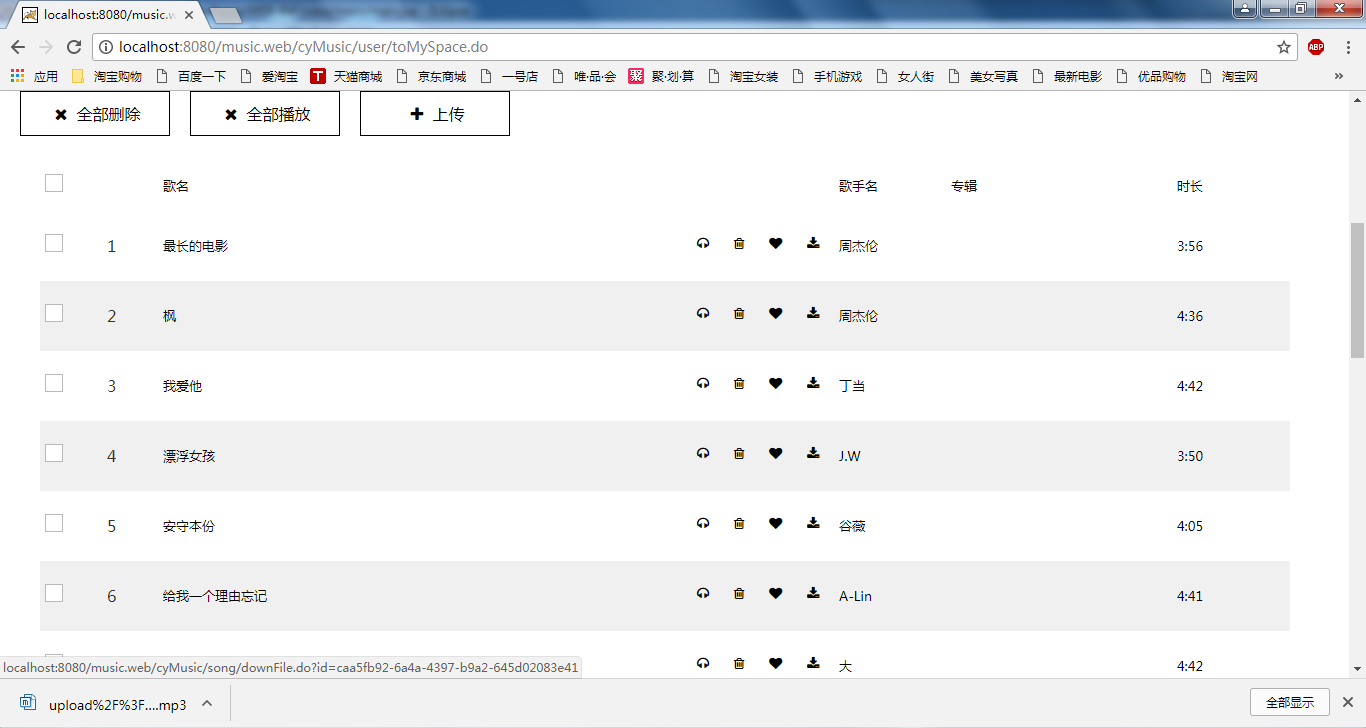 localhost:8080/music.w
localhost:8080/music.web/cyMusic/user/toMySpace.do
ABP
应用 淘宝购物 百度一下 爱淘宝 T 天猫商城 京东商城 一号店 唯·品·会 聚 聚·划·算 淘宝女装 手机游戏 女人街 美女写真 最新电影 优品购物 淘宝网 »
全部删除 全部播放 上传
歌名 歌手名 专辑 时长
1 最长的电影 周杰伦 3:56
2 枫 周杰伦 4:36
3 我爱他 丁当 4:42
4 漂浮女孩 J.W 3:50
5 安守本份 谷薇 4:05
6 给我一个理由忘记 A-Lin 4:41
大 4:42
localhost:8080/music.web/cyMusic/song/downFile.do?id=caa5fb92-6a4a-4397-b9a2-645d02083e41
upload%2F%3F....mp3 全部显示